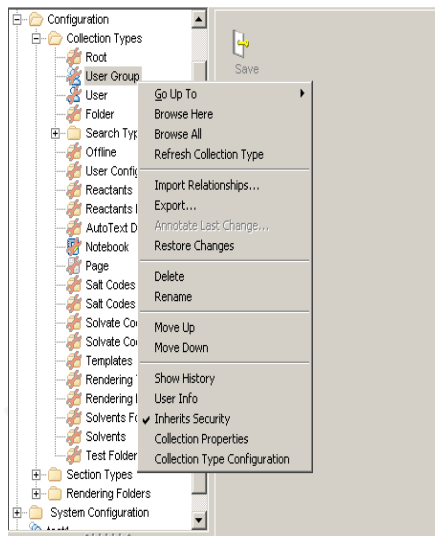 Configuration
Collection Types
Root
User Group
User
Folder
Search Typ
Offline
User Config
Reactants
Reactants
AutoText D
Notebook
Page
Salt Codes
Salt Codes
Solvate Co
Solvate Co
Templates
Rendering
Rendering
Solvents Fo
Solvents
Test Folder
Section Types
Rendering Folders
System Configuration
Save
Go Up To
Browse Here
Browse All
Refresh Collection Type
Import Relationships...
Export...
Annotate Last Change...
Restore Changes
Delete
Rename
Move Up
Move Down
Show History
User Info
Inherits Security
Collection Properties
Collection Type Configuration